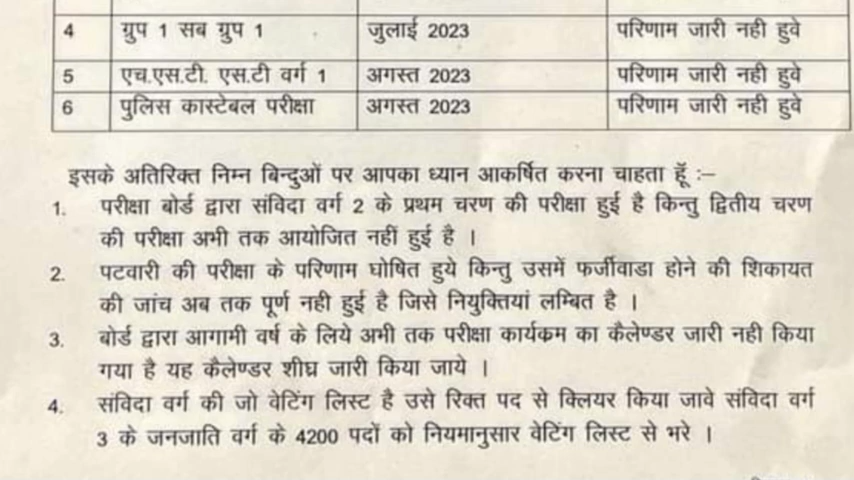 4 ग्रुप 1 सब ग्रुप 1 जुलाई 2023 परिणाम जारी नही हुवे
5 एच.एस.टी. एस.टी वर्ग 1 अगस्त 2023 परिणाम जारी नही हुवे
6 पुलिस कास्टेबल परीक्षा अगस्त 2023 परिणाम जारी नही हुवे
इसके अतिरिक्त निम्न बिन्दुओं पर आपका ध्यान आकर्षित करना चाहता हूँ :–
1. परीक्षा बोर्ड द्वारा संविदा वर्ग 2 के प्रथम चरण की परीक्षा हुई है किन्तु द्वितीय चरण
की परीक्षा अभी तक आयोजित नहीं हुई है ।
2. पटवारी की परीक्षा के परिणाम घोषित हुये किन्तु उसमें फर्जीवाडा होने की शिकायत
की जांच अब तक पूर्ण नही हुई है जिसे नियुक्तियां लम्बित है ।
3. बोर्ड द्वारा आगामी वर्ष के लिये अभी तक परीक्षा कार्यकम का कैलेण्डर जारी नही किया
गया है यह कैलेण्डर शीघ्र जारी किया जाये ।
4. संविदा वर्ग की जो वेटिंग लिस्ट है उसे रिक्त पद से क्लियर किया जावे संविदा वर्ग
3 के जनजाति वर्ग के 4200 पदों को नियमानुसार वेटिंग लिस्ट से भरे ।